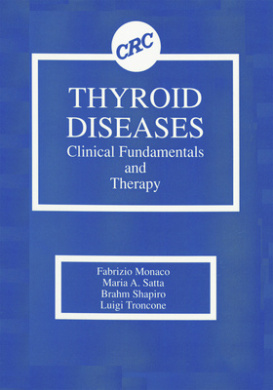 CRC
THYROID
DISEASES
Clinical Fundamentals
and
Therapy
Fabrizio Monaco
Maria A. Satta
Brahm Shapiro
Luigi Troncone